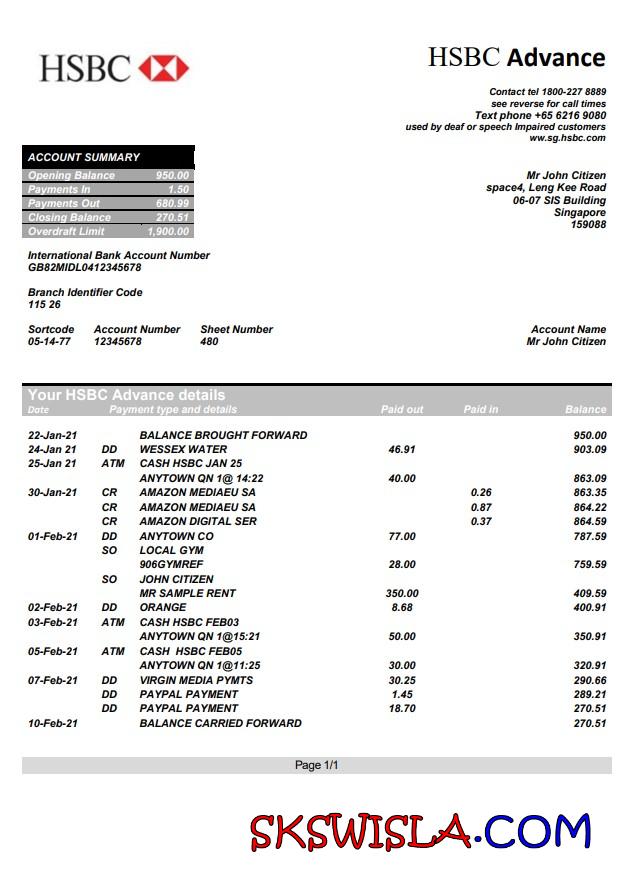 HSBC
HSBC Advance
Contact tel 1800-227 8889
see reverse for call times
Text phone +65 6216 9080
used by deaf or speech Impaired customers
ww.sg.hsbc.com
ACCOUNT SUMMARY
Opening Balance 950.00
Payments In 1.50
Payments Out 680.99
Closing Balance 270.51
Overdraft Limit 1,900.00
Mr John Citizen
space4, Leng Kee Road
06-07 SIS Building
Singapore
159088
International Bank Account Number
GB82MIDL0412345678
Branch Identifier Code
115 26
Sortcode Account Number Sheet Number Account Name
05-14-77 12345678 480 Mr John Citizen
Your HSBC Advance details
Date Payment type and details Paid out Paid in Balance
22-Jan-21 BALANCE BROUGHT FORWARD 950.00
24-Jan 21 DD WESSEX WATER 46.91 903.09
25-Jan 21 ATM CASH HSBC JAN 25
ANYTOWN QN 1@ 14:22 40.00 863.09
30-Jan-21 CR AMAZON MEDIAEU SA 0.26 863.35
CR AMAZON MEDIAEU SA 0.87 864.22
CR AMAZON DIGITAL SER 0.37 864.59
01-Feb-21 DD ANYTOWN CO 77.00 787.59
SO LOCAL GYM
906GYMREF 28.00 759.59
SO JOHN CITIZEN
MR SAMPLE RENT 350.00 409.59
02-Feb-21 DD ORANGE 8.68 400.91
03-Feb-21 ATM CASH HSBC FEB03
ANYTOWN QN 1@15:21 50.00 350.91
05-Feb-21 ATM CASH HSBC FEB05
ANYTOWN QN 1@11:25 30.00 320.91
07-Feb-21 DD VIRGIN MEDIA PYMTS 30.25 290.66
DD PAYPAL PAYMENT 1.45 289.21
DD PAYPAL PAYMENT 18.70 270.51
10-Feb-21 BALANCE CARRIED FORWARD 270.51
Page 1/1
SKSWISLA.COM